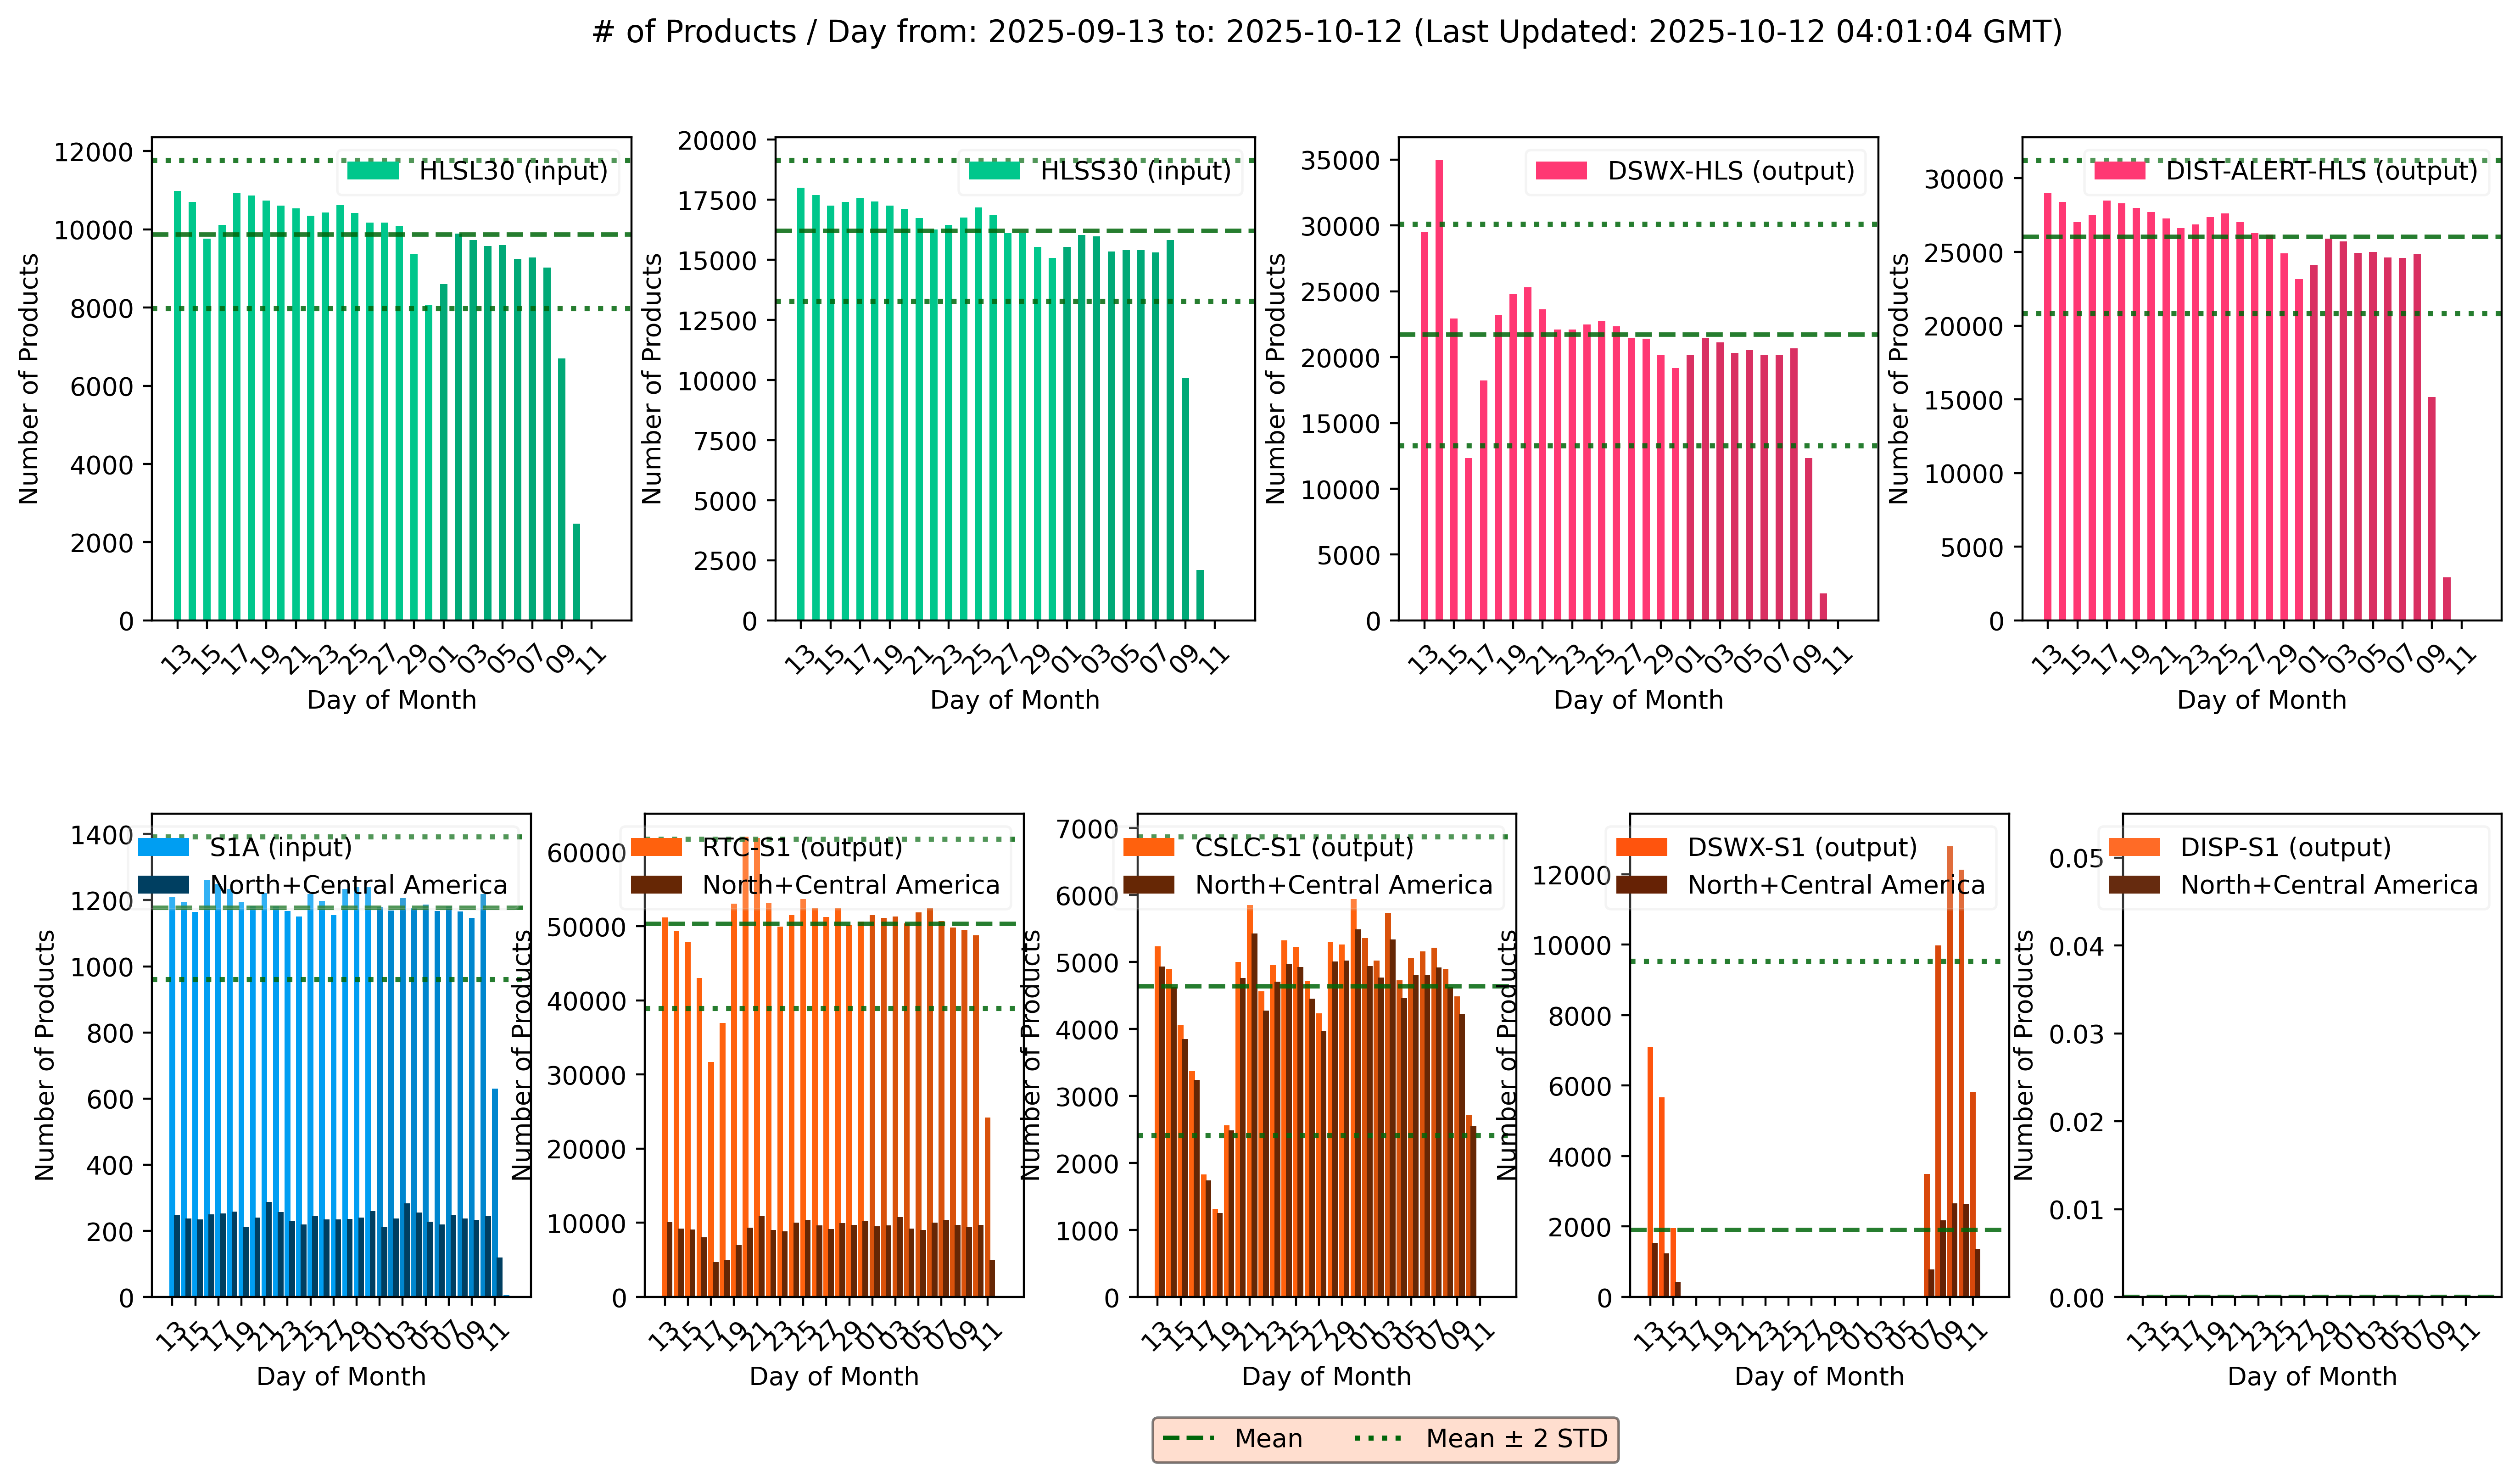 # of Products / Day from: 2025-09-13 to: 2025-10-12 (Last Updated: 2025-10-12 04:01:04 GMT)
HLSL30 (input)
Number of Products
12000
10000
8000
6000
4000
2000
0
13 15 17 19 21 23 25 27 29 01 03 05 07 09 11
Day of Month
HLSS30 (input)
Number of Products
20000
17500
15000
12500
10000
7500
5000
2500
0
13 15 17 19 21 23 25 27 29 01 03 05 07 09 11
Day of Month
DSWX-HLS (output)
Number of Products
35000
30000
25000
20000
15000
10000
5000
0
13 15 17 19 21 23 25 27 29 01 03 05 07 09 11
Day of Month
DIST-ALERT-HLS (output)
Number of Products
30000
25000
20000
15000
10000
5000
0
13 15 17 19 21 23 25 27 29 01 03 05 07 09 11
Day of Month
S1A (input)
North+Central America
Number of Products
1400
1200
1000
800
600
400
200
0
13 15 17 19 21 23 25 27 29 01 03 05 07 09 11
Day of Month
RTC-S1 (output)
North+Central America
Number of Products
60000
50000
40000
30000
20000
10000
0
13 15 17 19 21 23 25 27 29 01 03 05 07 09 11
Day of Month
CSLC-S1 (output)
North+Central America
Number of Products
7000
6000
5000
4000
3000
2000
1000
0
13 15 17 19 21 23 25 27 29 01 03 05 07 09 11
Day of Month
DSWX-S1 (output)
North+Central America
Number of Products
12000
10000
8000
6000
4000
2000
0
13 15 17 19 21 23 25 27 29 01 03 05 07 09 11
Day of Month
DISP-S1 (output)
North+Central America
Number of Products
0.05
0.04
0.03
0.02
0.01
0.00
13 15 17 19 21 23 25 27 29 01 03 05 07 09 11
Day of Month
Mean
Mean ± 2 STD